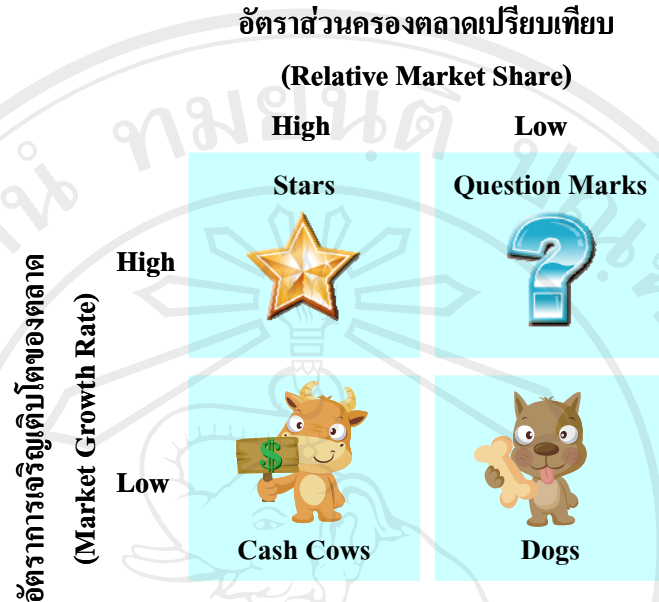 อัตราส่วนครองตลาดเปรียบเทียบ
(Relative Market Share)
High Low
Stars
Question Marks
High
อัตราการเจริญเติบโตของตลาด
(Market Growth Rate)
Low
$
Cash Cows
Dogs